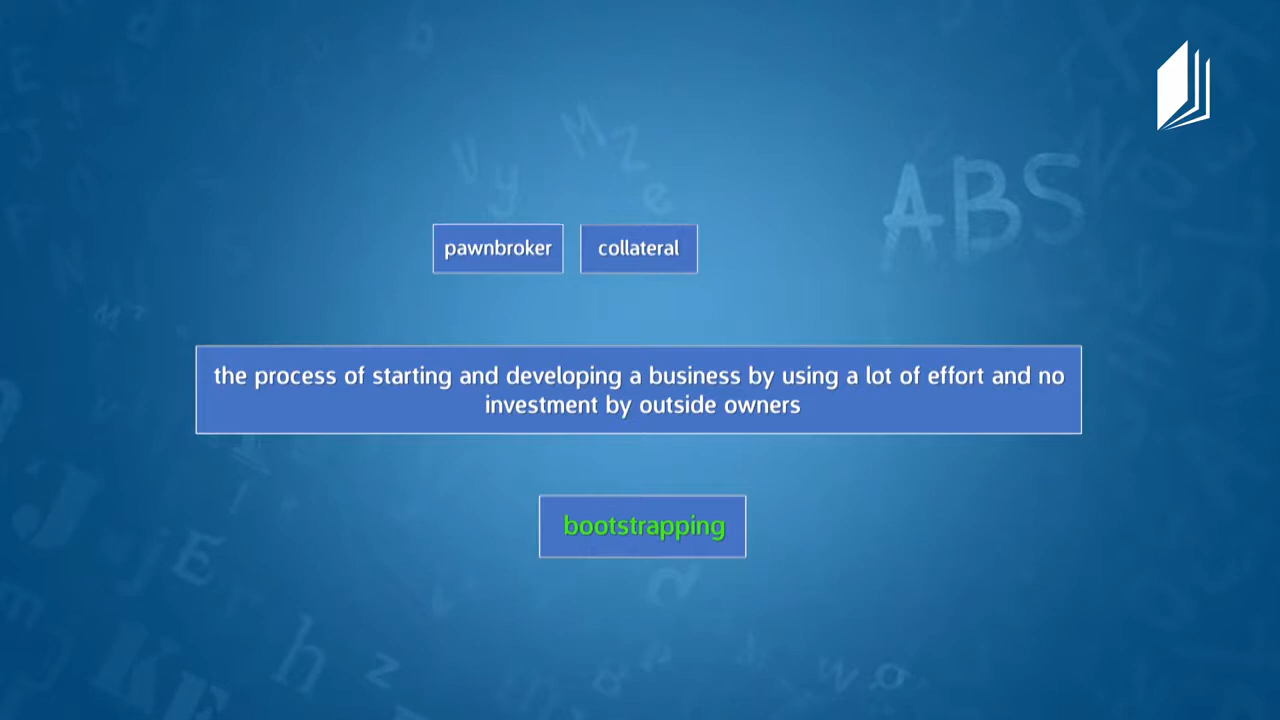 ABS
pawnbroker collateral
the process of starting and developing a business by using a lot of effort and no
investment by outside owners
bootstrapping